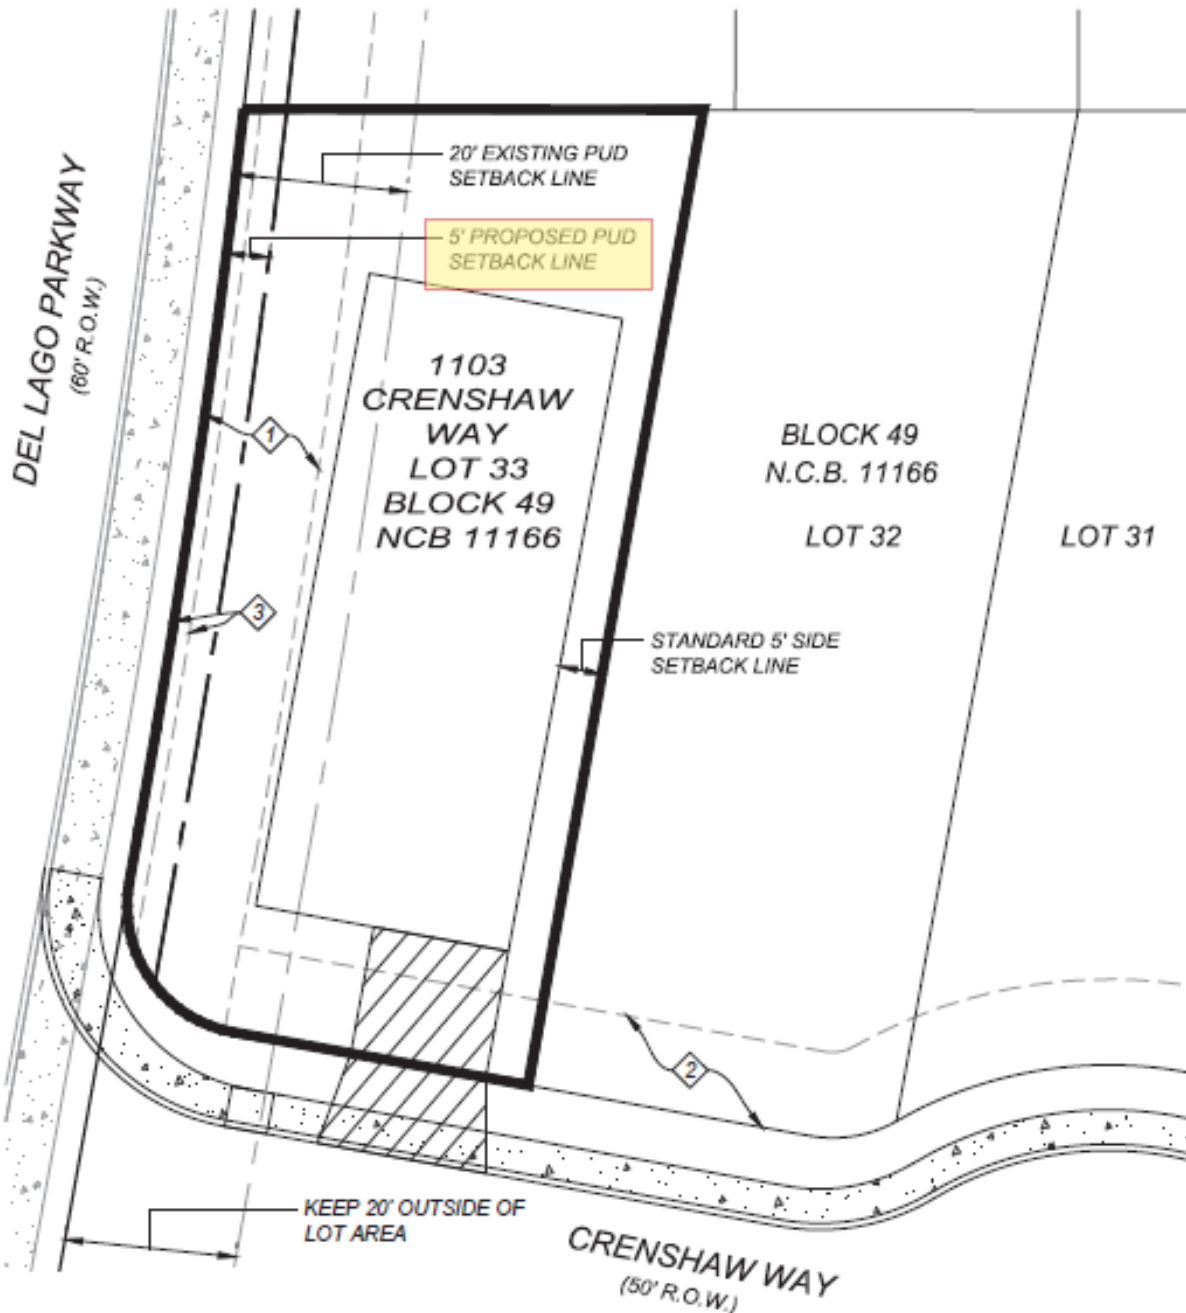 20' EXISTING PUD
SETBACK LINE
5' PROPOSED PUD
SETBACK LINE
DEL LAGO PARKWAY
(60' R.O.W.)
1103
CRENSHAW
WAY
LOT 33
BLOCK 49
NCB 11166
1
BLOCK 49
N.C.B. 11166
LOT 32
LOT 31
3
STANDARD 5' SIDE
SETBACK LINE
2
KEEP 20' OUTSIDE OF
LOT AREA
CRENSHAW WAY
(50' R.O.W.)